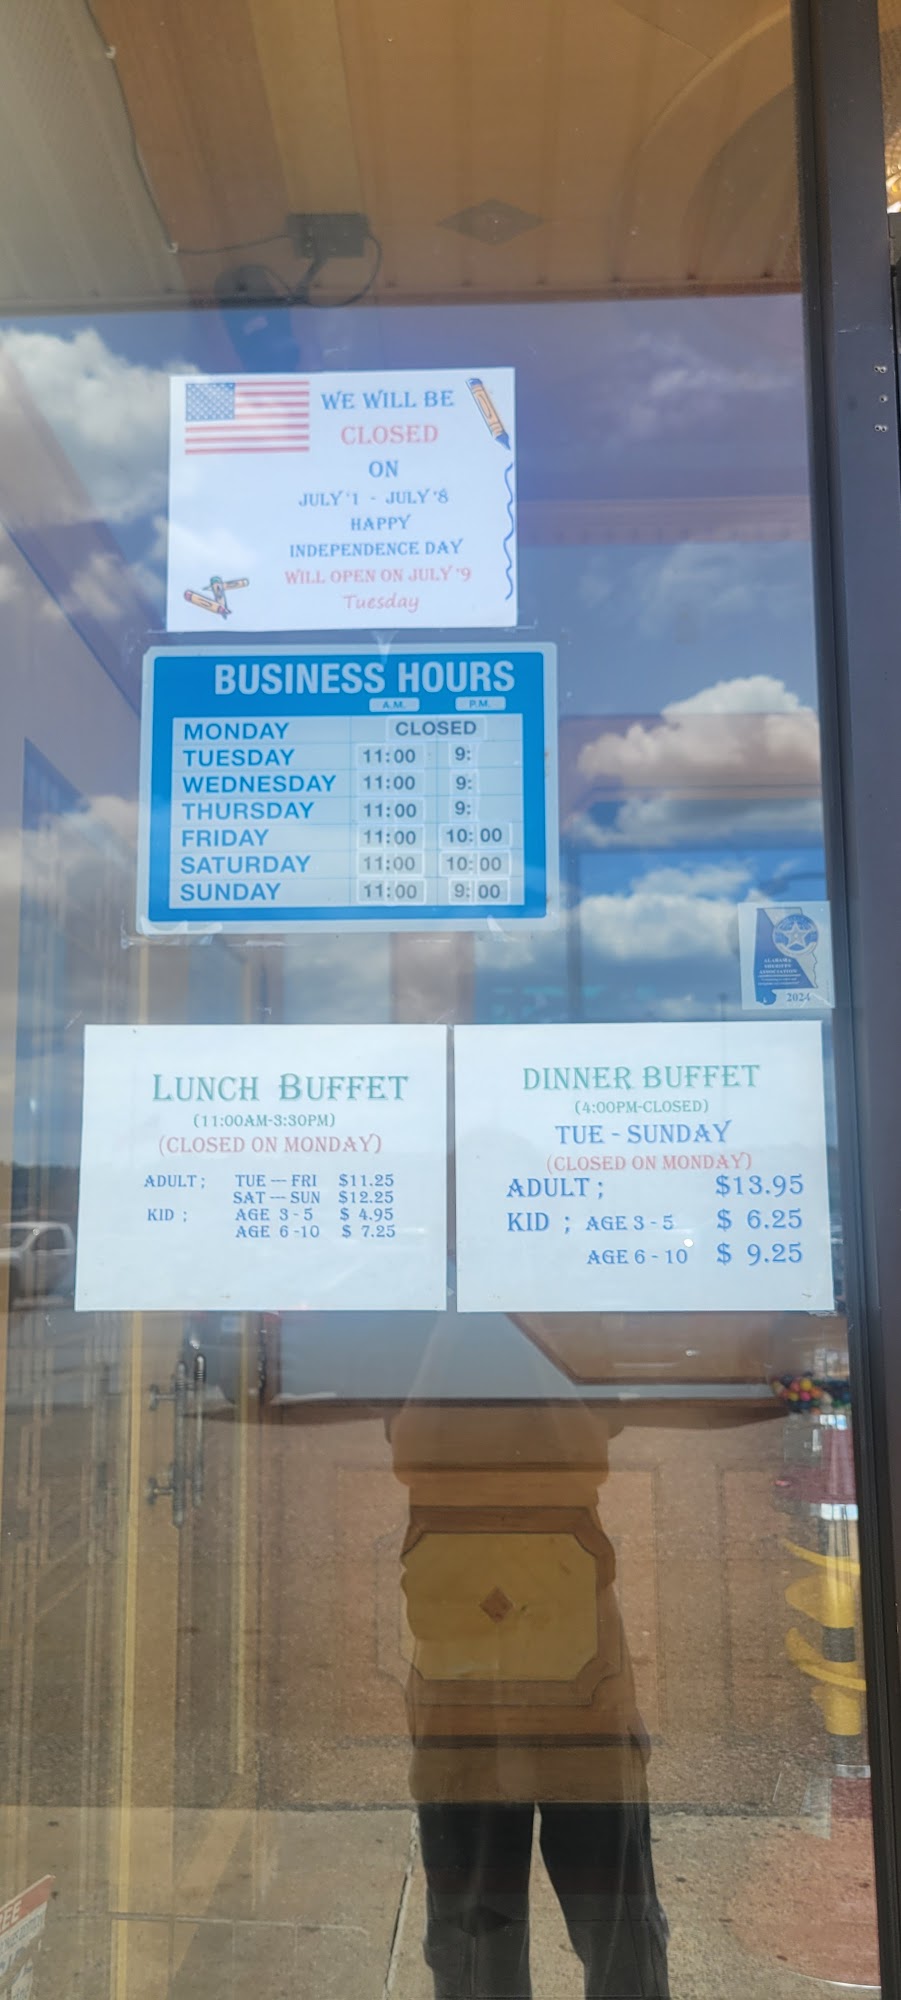 WE WILL BE
CLOSED
ON
JULY '1 - JULY '8
HAPPY
INDEPENDENCE DAY
WILL OPEN ON JULY '9
Tuesday
BUSINESS HOURS
A.M. P.M.
MONDAY CLOSED
TUESDAY 11:00 9:
WEDNESDAY 11:00 9:
THURSDAY 11:00 9:
FRIDAY 11:00 10:00
SATURDAY 11:00 10:00
SUNDAY 11:00 9:00
ALABAMA
SHERIFFS
ASSOCIATION
2024
LUNCH BUFFET
(11:00AM-3:30PM)
(CLOSED ON MONDAY)
ADULT ; TUE -- FRI $11.25
SAT -- SUN $12.25
KID ; AGE 3 - 5 $ 4.95
AGE 6 -10 $ 7.25
DINNER BUFFET
(4:00PM-CLOSED)
TUE - SUNDAY
(CLOSED ON MONDAY)
ADULT ; $13.95
KID ; AGE 3 - 5 $ 6.25
AGE 6 - 10 $ 9.25